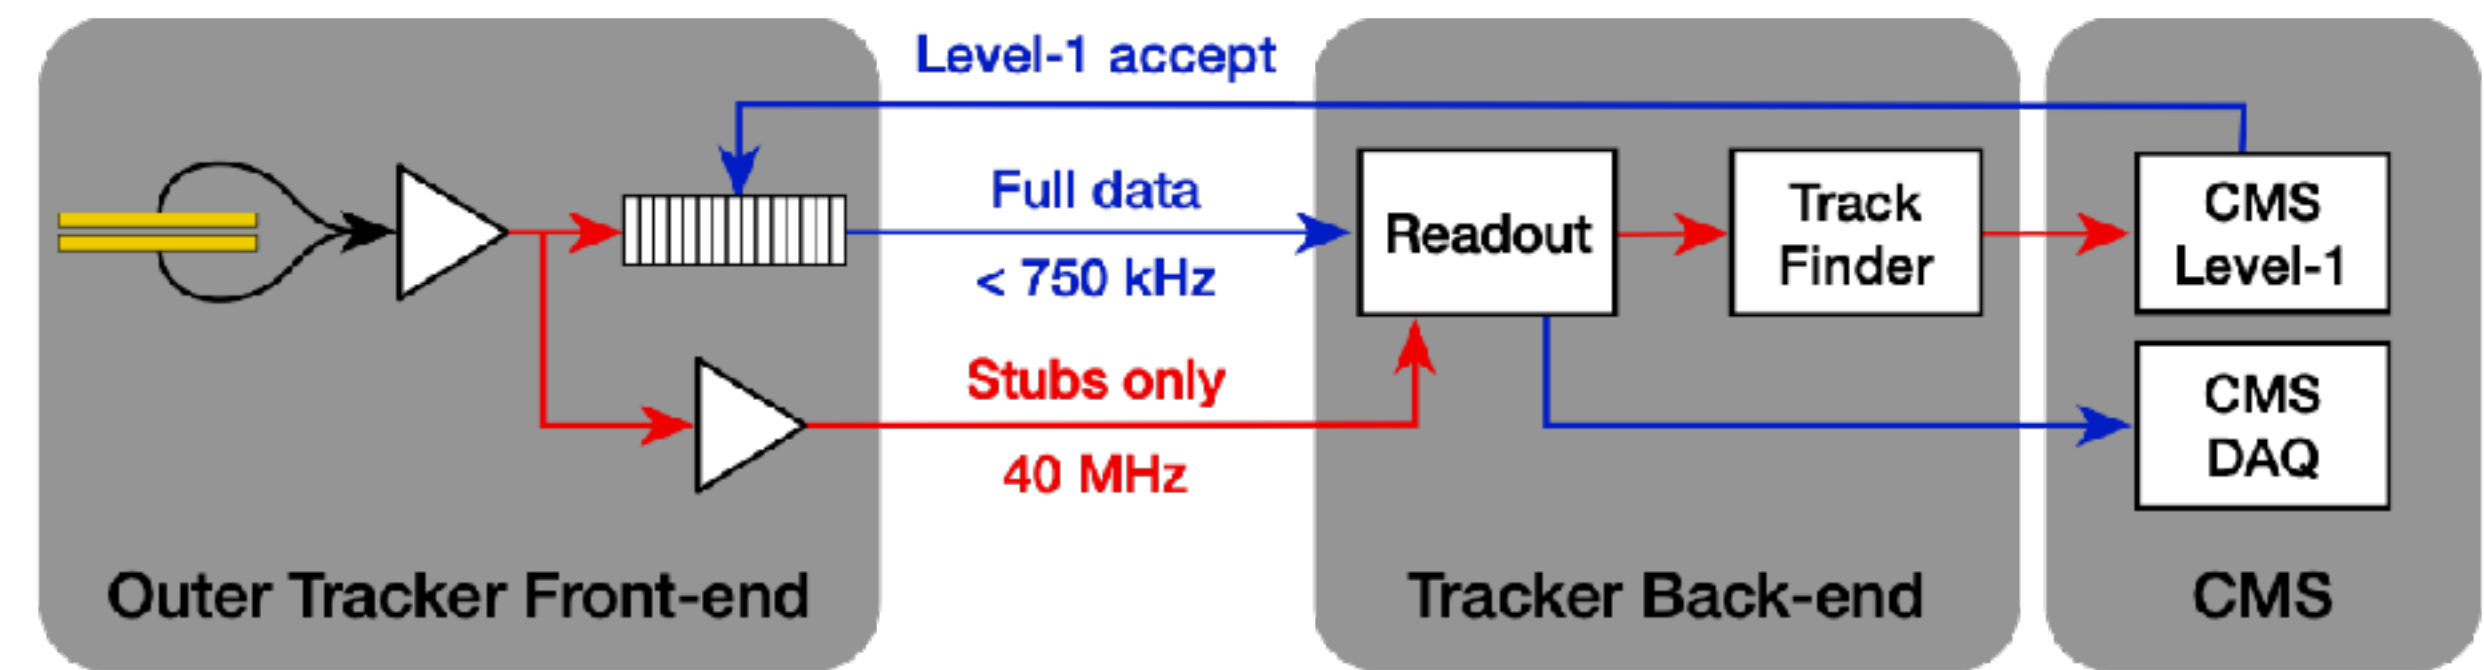 Level-1 accept
Full data
< 750 kHz
Stubs only
40 MHz
Readout
Track
Finder
CMS
Level-1
CMS
DAQ
Outer Tracker Front-end
Tracker Back-end
CMS